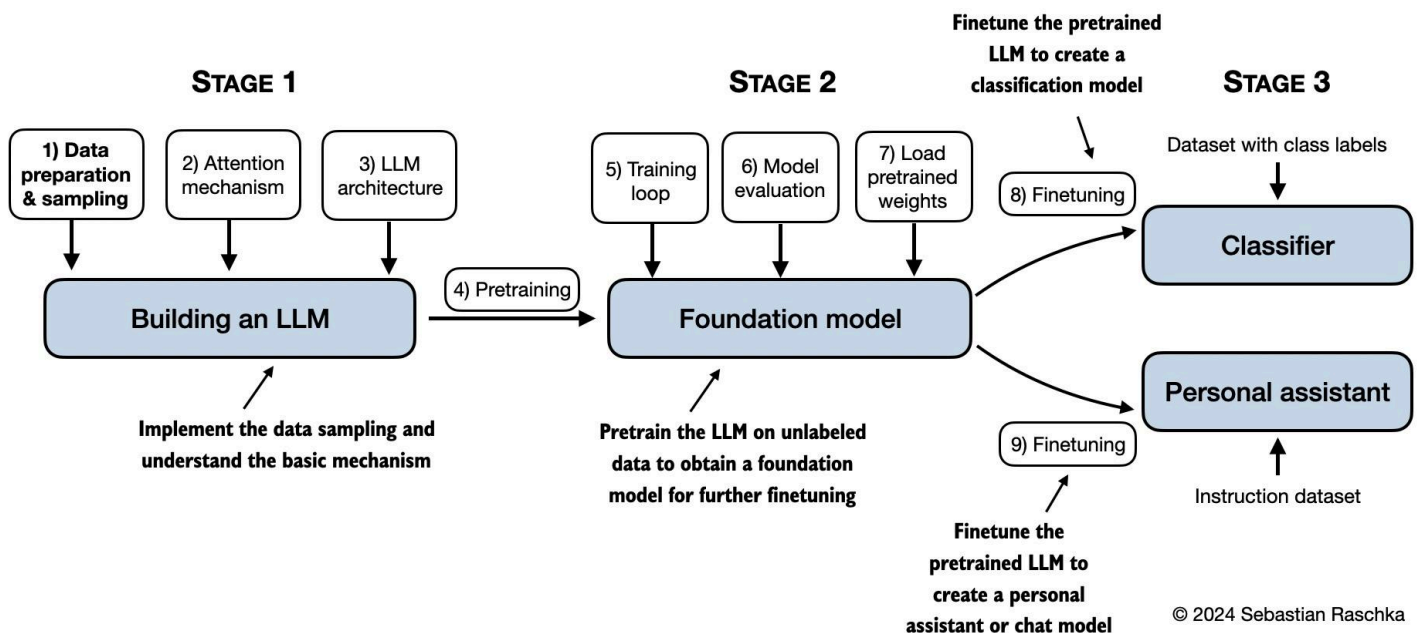 STAGE 1
1) Data
preparation
& sampling
2) Attention
mechanism
3) LLM
architecture
Building an LLM
Implement the data sampling and
understand the basic mechanism
4) Pretraining
STAGE 2
5) Training
loop
6) Model
evaluation
7) Load
pretrained
weights
Foundation model
Pretrain the LLM on unlabeled
data to obtain a foundation
model for further finetuning
Finetune the pretrained
LLM to create a
classification model
8) Finetuning
STAGE 3
Dataset with class labels
Classifier
Personal assistant
9) Finetuning
Instruction dataset
Finetune the
pretrained LLM to
create a personal
assistant or chat model
© 2024 Sebastian Raschka